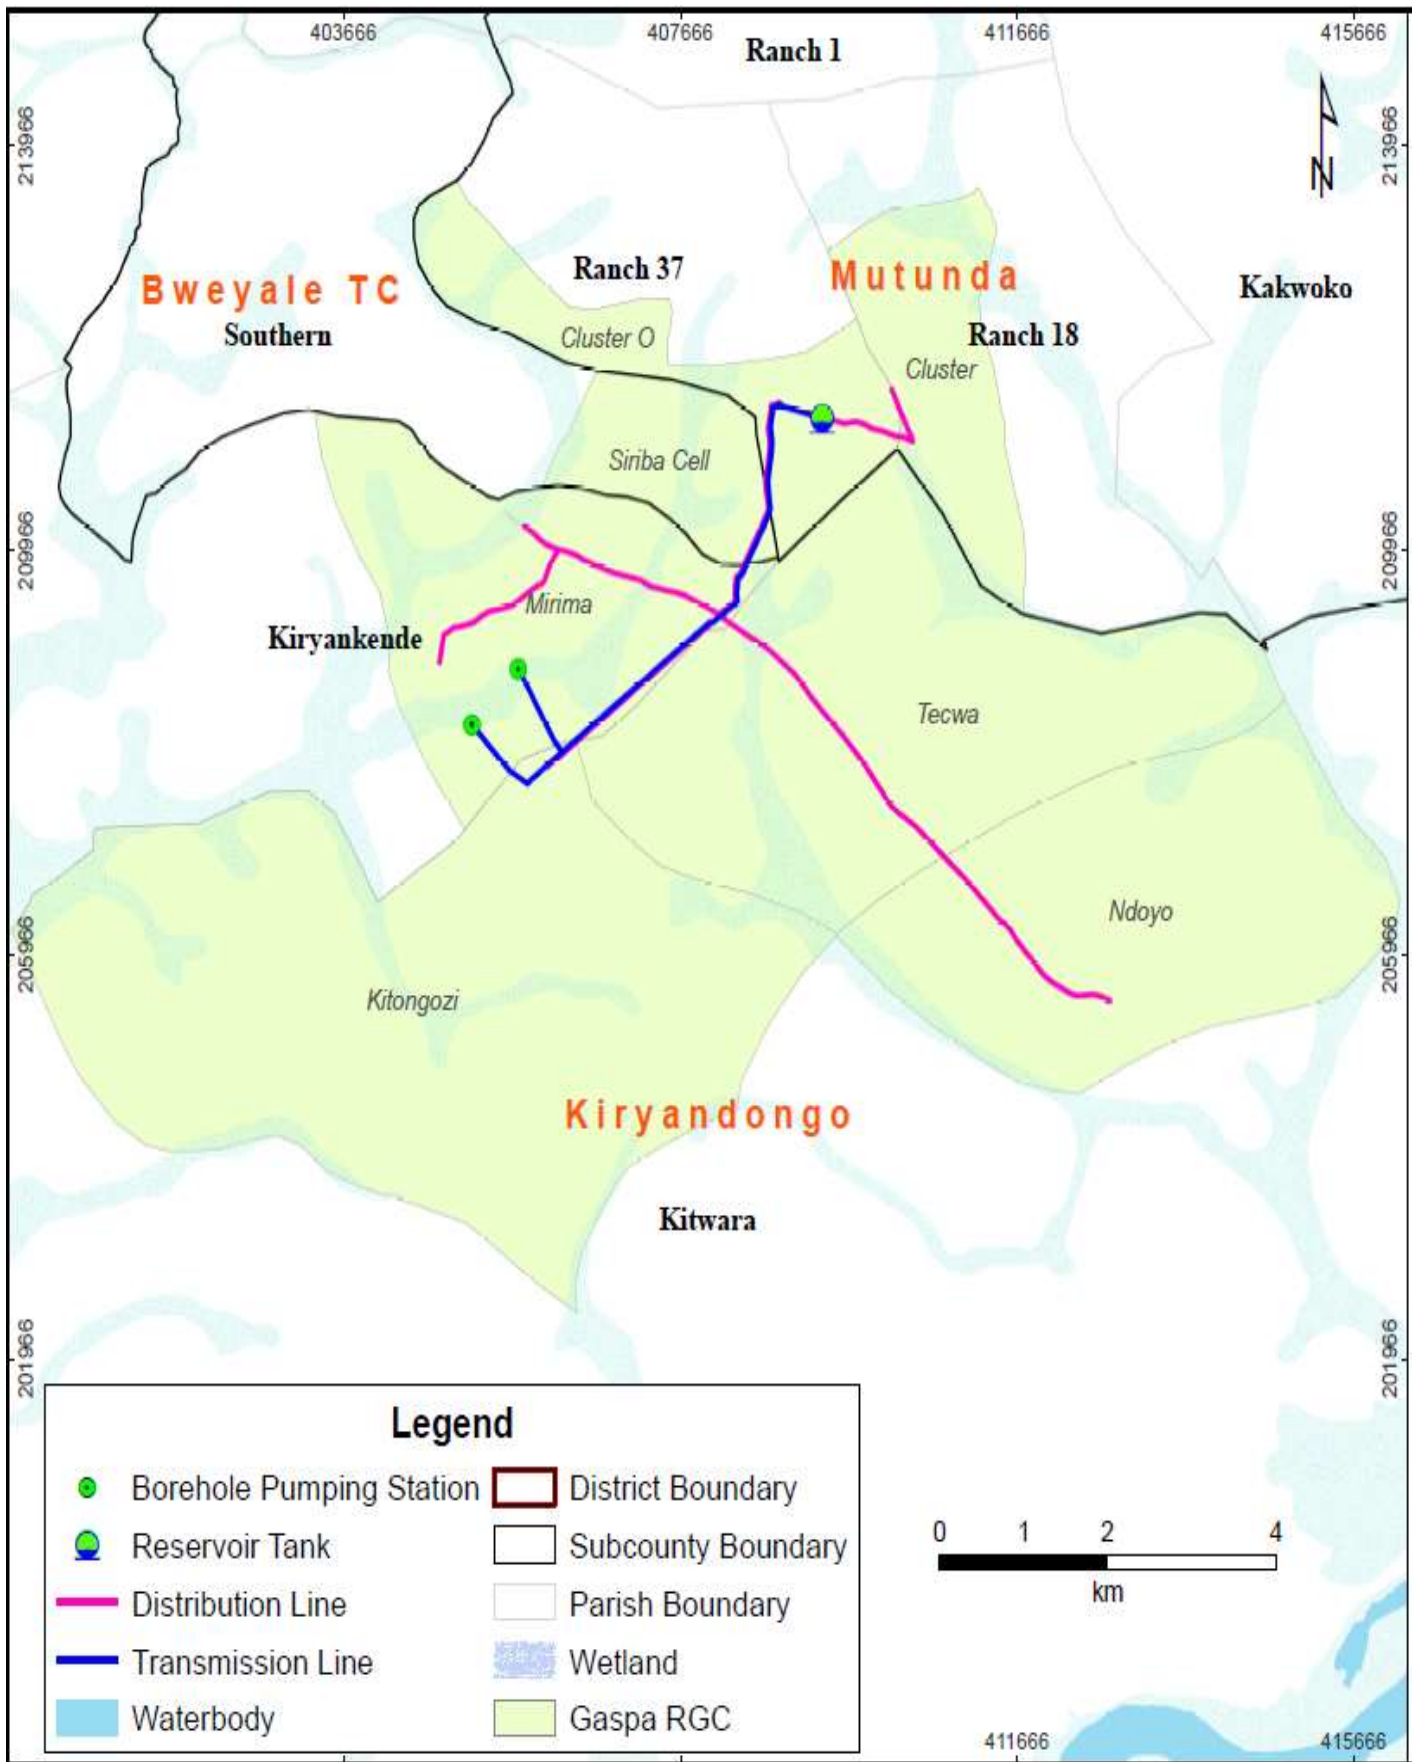 403666
407666
411666
415666
Ranch 1
213966
213966
N
Ranch 37
Mutunda
Bweyale TC
Kakwoko
Southern
Cluster O
Ranch 18
Cluster
Siriba Cell
209966
209966
Mirima
Kiryankende
Tecwa
Ndoyo
205966
205966
Kitongozi
Kiryandongo
Kitwara
201966
201966
Legend
Borehole Pumping Station
District Boundary
Reservoir Tank
Subcounty Boundary
Distribution Line
Parish Boundary
Transmission Line
Wetland
Waterbody
Gaspa RGC
0 1 2 4
km
411666
415666